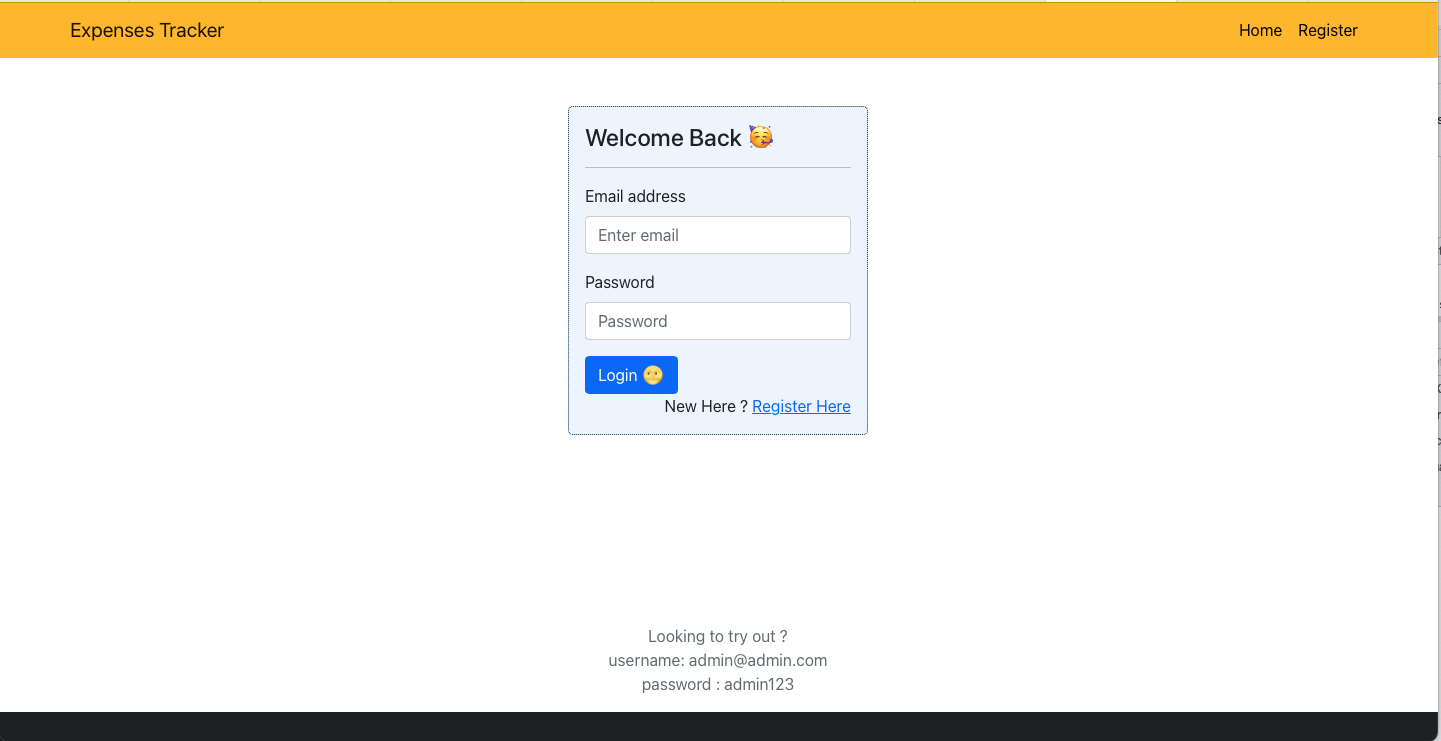 Expenses Tracker
Home Register
Welcome Back 🥳
Email address
Enter email
Password
Password
Login 🫠
New Here ? Register Here
Looking to try out ?
username: admin@admin.com
password : admin123